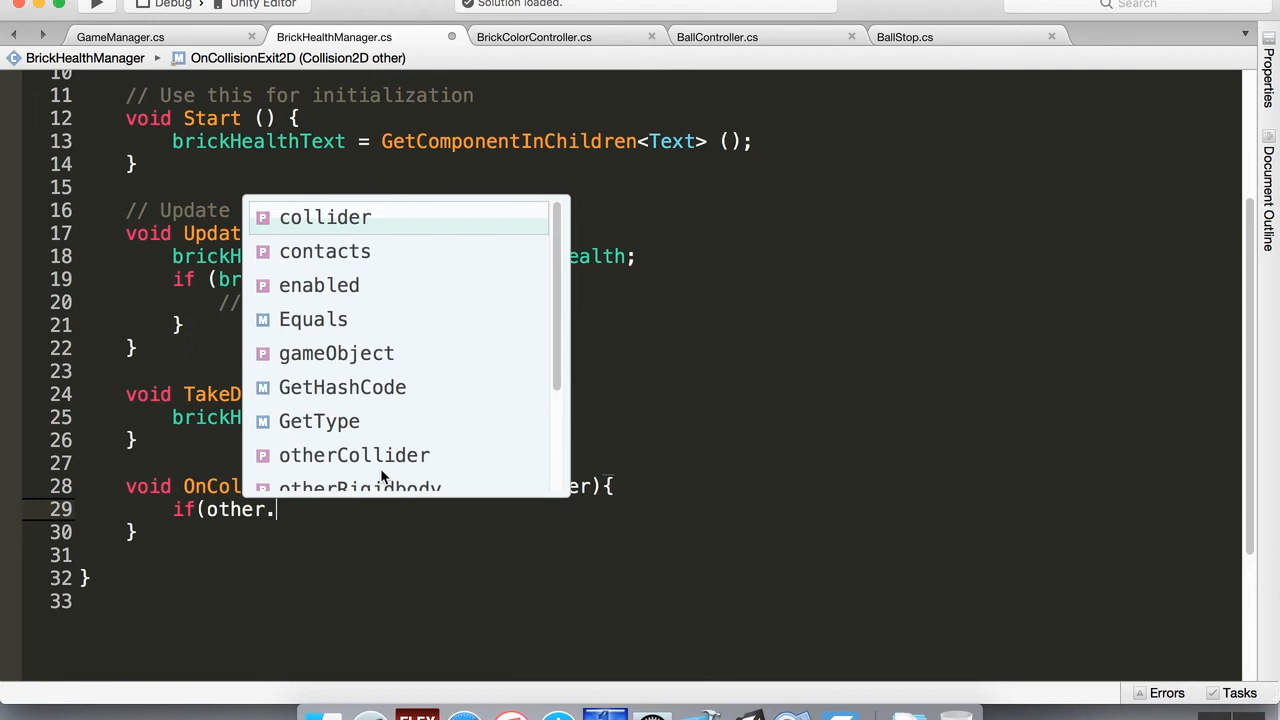 Debug
Unity Editor
Solution loaded.
Search
GameManager.cs
BrickHealthManager.cs
BrickColorController.cs
BallController.cs
BallStop.cs
BrickHealthManager
OnCollisionExit2D (Collision2D other)
10
11 // Use this for initialization
12 void Start () {
13 brickHealthText = GetComponentInChildren<Text> ();
14 }
15
16 // Update
17 void Updat
18 brickH ealth;
19 if (br
20 //
21 }
22 }
23
24 void TakeD
25 brickH
26 }
27
28 void OnCol er){
29 if(other.
30 }
31
32 }
33
collider
contacts
enabled
Equals
gameObject
GetHashCode
GetType
otherCollider
otherRigidbody
Properties
Document Outline
Errors
Tasks
FLEX